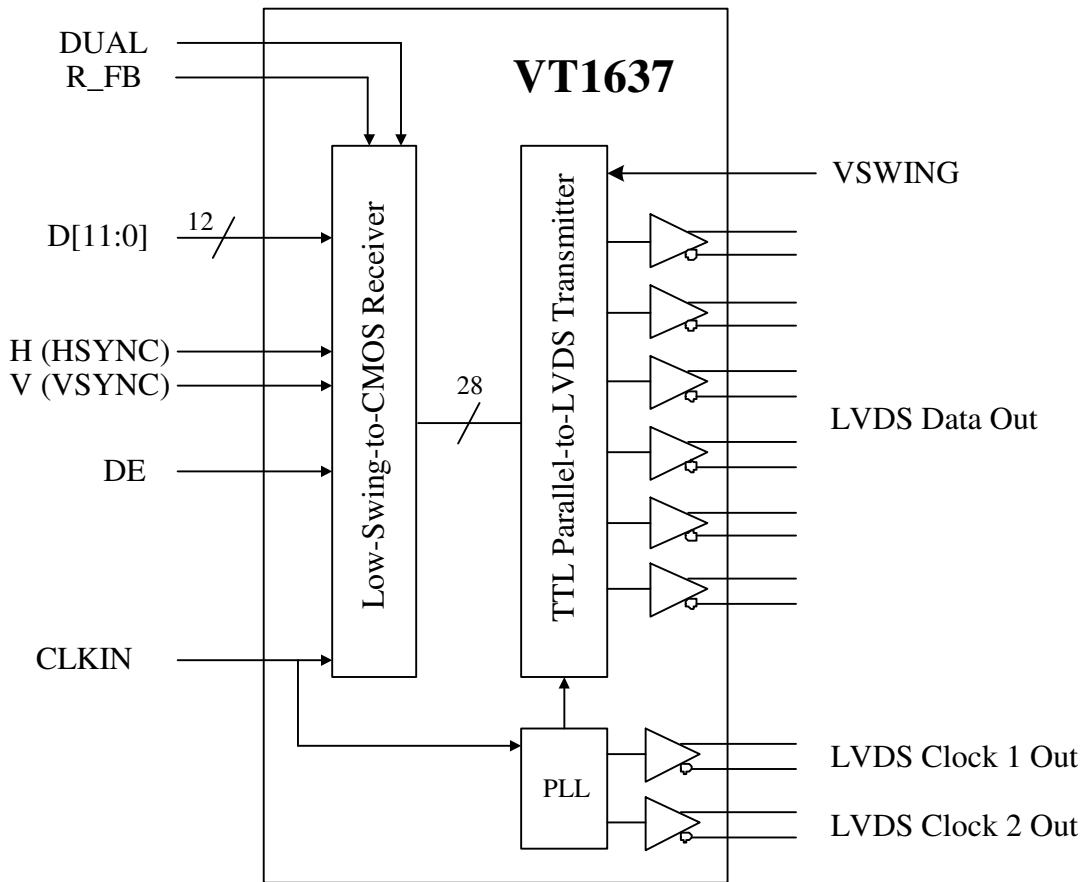 DUAL
R_FB
VT1637
VSWING
12
D[11:0]
Low-Swing-to-CMOS Receiver
TTL Parallel-to-LVDS Transmitter
H (HSYNC)
V (VSYNC)
28
LVDS Data Out
DE
CLKIN
PLL
LVDS Clock 1 Out
LVDS Clock 2 Out